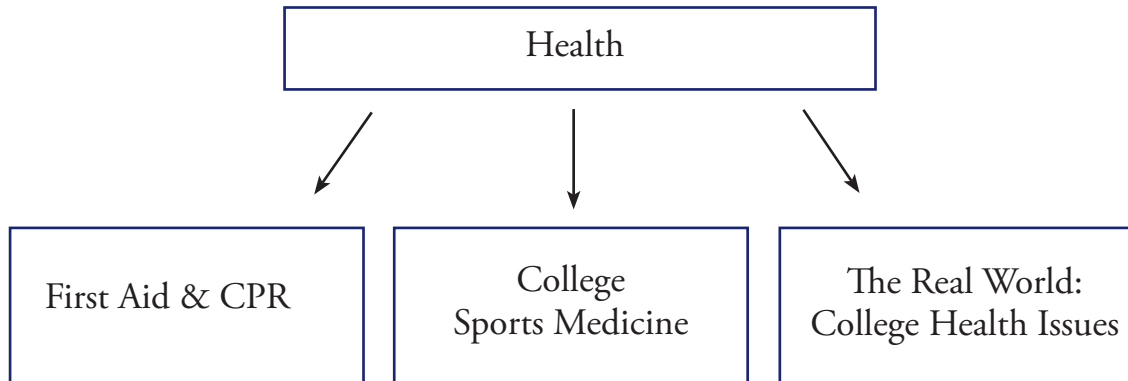 Health
First Aid & CPR
College
Sports Medicine
The Real World:
College Health Issues